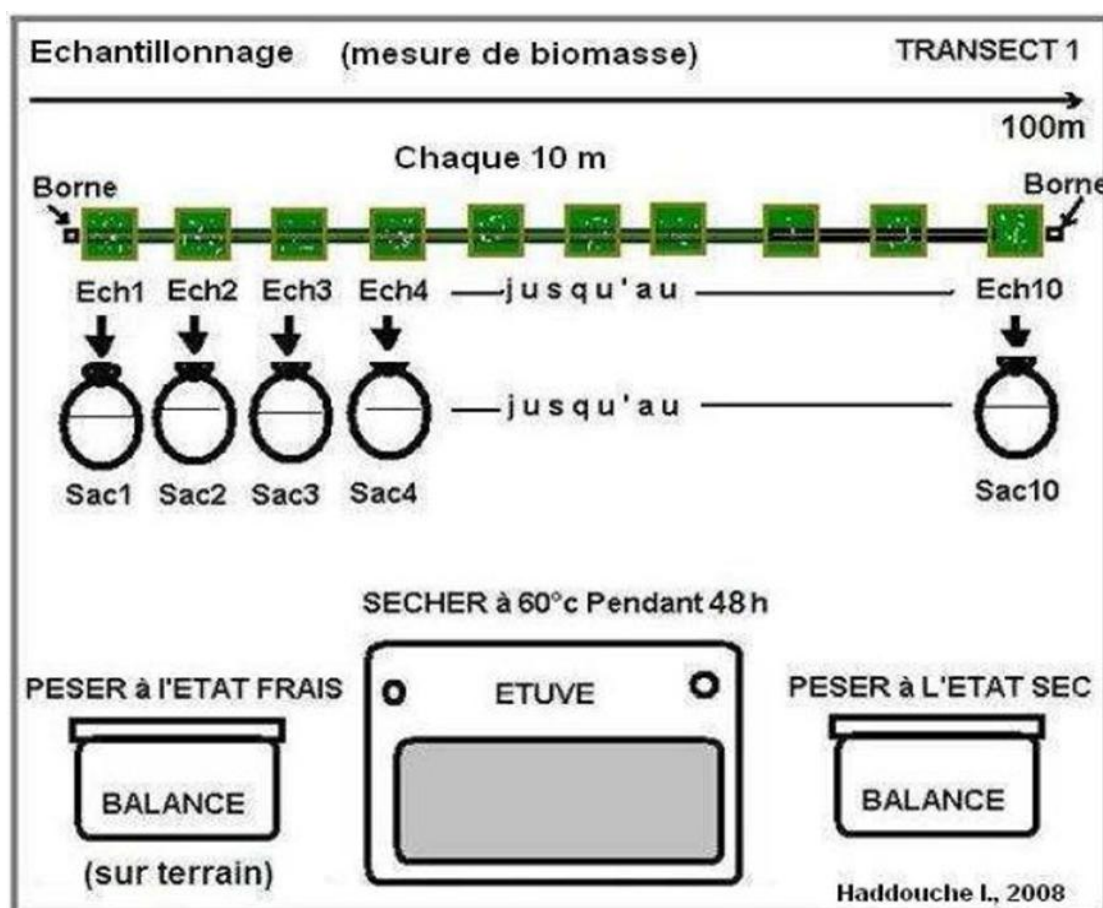 Echantillonnage (mesure de biomasse) TRANSECT 1
100m
Chaque 10 m
Borne Borne
Ech1 Ech2 Ech3 Ech4 jusqu'au Ech10
jusqu'au
Sac1 Sac2 Sac3 Sac4 Sac10
SECHER à 60°c Pendant 48 h
PESER à l'ETAT FRAIS ETUVE PESER à L'ETAT SEC
BALANCE BALANCE
(sur terrain)
Haddouche I., 2008